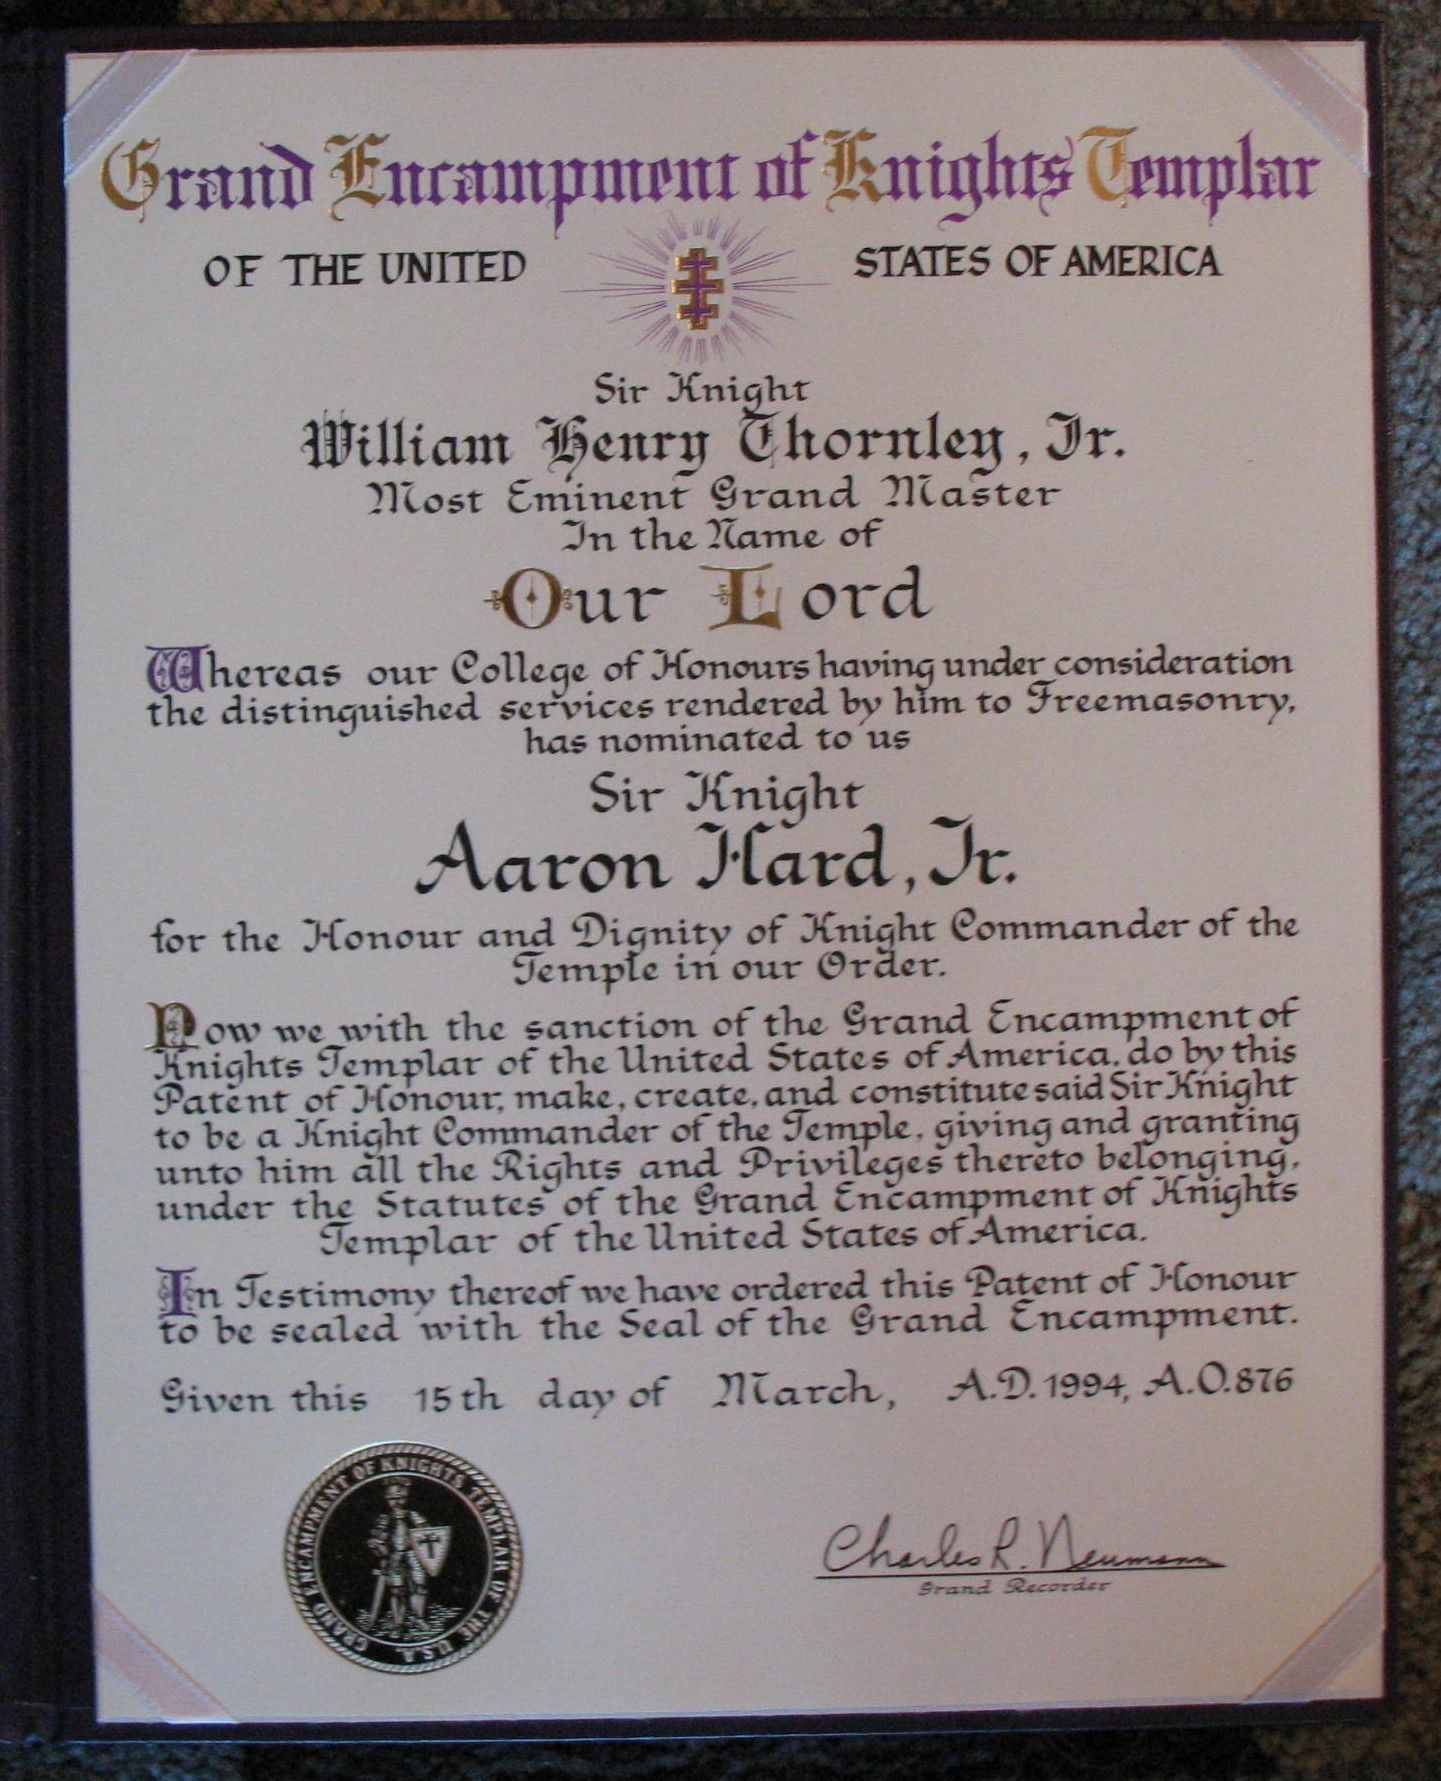 Grand Encampment of Knights Templar
OF THE UNITED STATES OF AMERICA
Sir Knight
William Henry Thornley, Jr.
Most Eminent Grand Master
In the Name of
Our Lord
Whereas our College of Honours having under consideration
the distinguished services rendered by him to Freemasonry,
has nominated to us
Sir Knight
Aaron Hard, Jr.
for the Honour and Dignity of Knight Commander of the
Temple in our Order.
Now we with the sanction of the Grand Encampment of
Knights Templar of the United States of America, do by this
Patent of Honour, make, create, and constitute said Sir Knight
to be a Knight Commander of the Temple, giving and granting
unto him all the Rights and Privileges thereto belonging,
under the Statutes of the Grand Encampment of Knights
Templar of the United States of America.
In Testimony thereof we have ordered this Patent of Honour
to be sealed with the Seal of the Grand Encampment.
Given this 15th day of March, A.D. 1994, A.O. 876
GRAND ENCAMPMENT OF KNIGHTS TEMPLAR OF THE U.S.A.
Charles R. Neumann
Grand Recorder